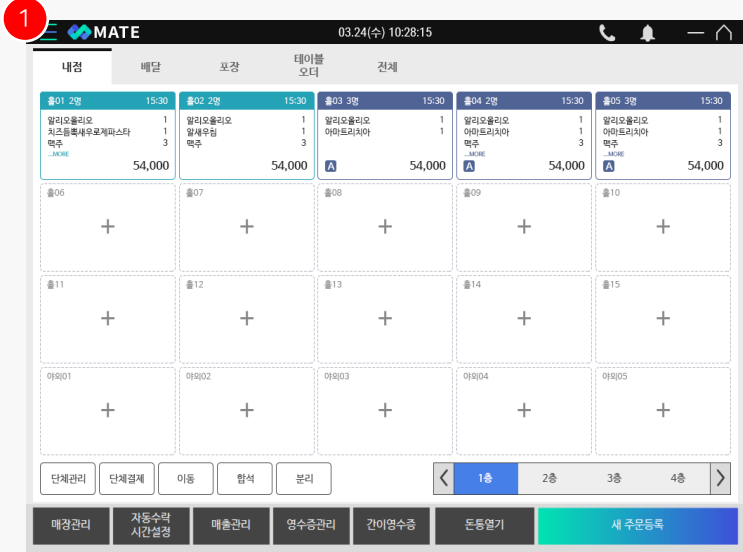 1
MATE
03.24(수) 10:28:15
내점
배달
포장
테이블
오더
전체
홀01 2명 15:30
알리오올리오 1
치즈듬뿍새우로제파스타 1
맥주 3
...MORE
54,000
홀02 2명 15:30
알리오올리오 1
알새우칩 1
맥주 3
54,000
홀03 3명 15:30
알리오올리오 1
아마트리치아 1
A 54,000
홀04 2명 15:30
알리오올리오 1
아마트리치아 1
맥주 3
...MORE
A 54,000
홀05 3명 15:30
알리오올리오 1
아마트리치아 1
맥주 3
...MORE
A 54,000
홀06
홀07
홀08
홀09
홀10
홀11
홀12
홀13
홀14
홀15
야외01
야외02
야외03
야외04
야외05
단체관리
단체결제
이동
합석
분리
1층
2층
3층
4층
매장관리
자동수락
시간설정
매출관리
영수증관리
간이영수증
돈통열기
새 주문등록